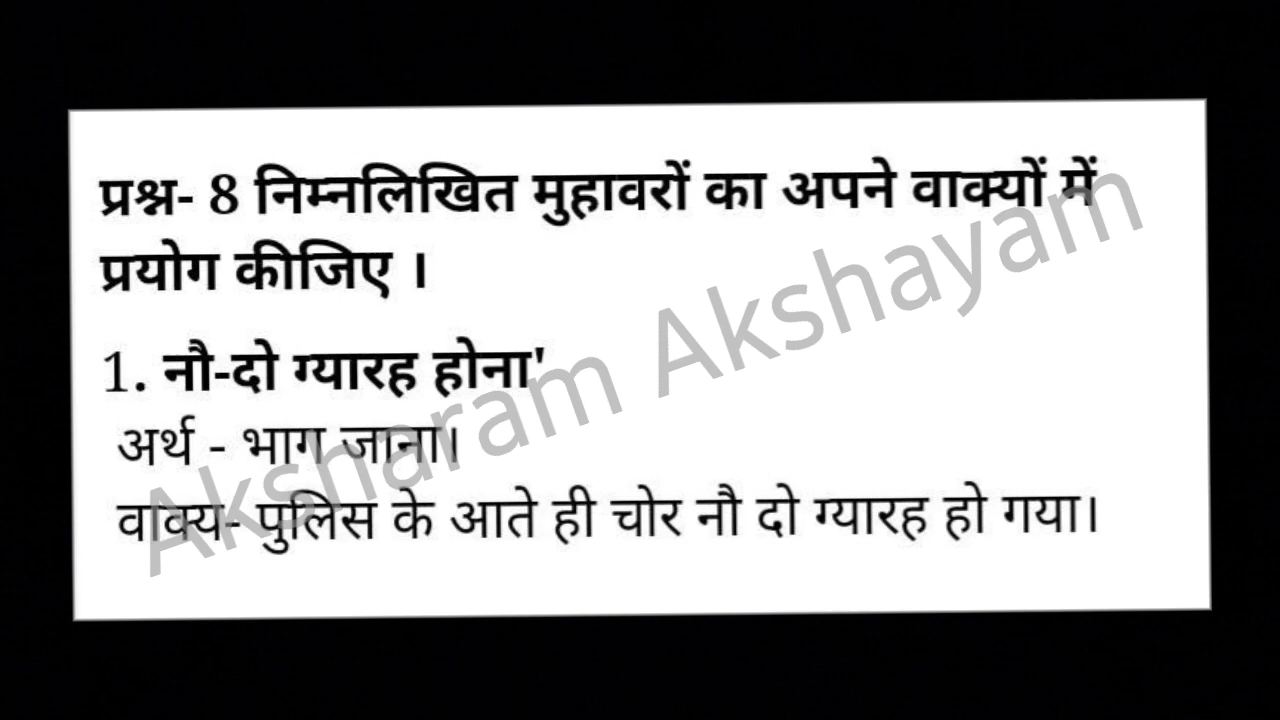 प्रश्न- 8 निम्नलिखित मुहावरों का अपने वाक्यों में
प्रयोग कीजिए ।
1. नौ-दो ग्यारह होना'
अर्थ - भाग जाना।
वाक्य- पुलिस के आते ही चोर नौ दो ग्यारह हो गया।
Aksharam Akshayam